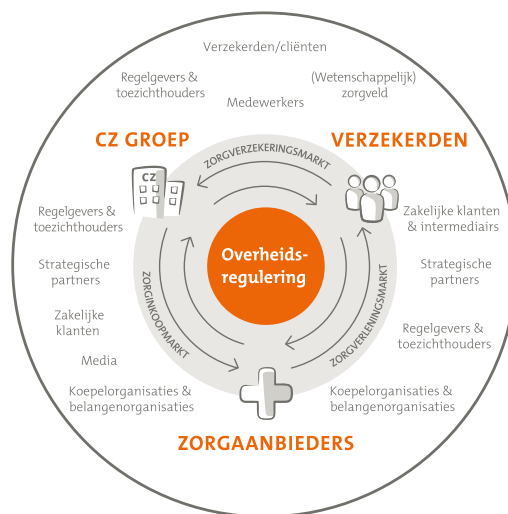 Verzekerden/cliënten
Regelgevers &
toezichthouders
(Wetenschappelijk)
zorgveld
Medewerkers
CZ GROEP
VERZEKERDEN
ZORGVERZEKERINGSMARKT
CZ
Regelgevers &
toezichthouders
Zakelijke klanten
& intermediairs
Overheids-
regulering
Strategische
partners
Strategische
partners
ZORGINKOOPMARKT
ZORGVERLENINGSMARKT
Zakelijke
klanten
Regelgevers &
toezichthouders
Media
Koepelorganisaties &
belangenorganisaties
Koepelorganisaties &
belangenorganisaties
ZORGAANBIEDERS